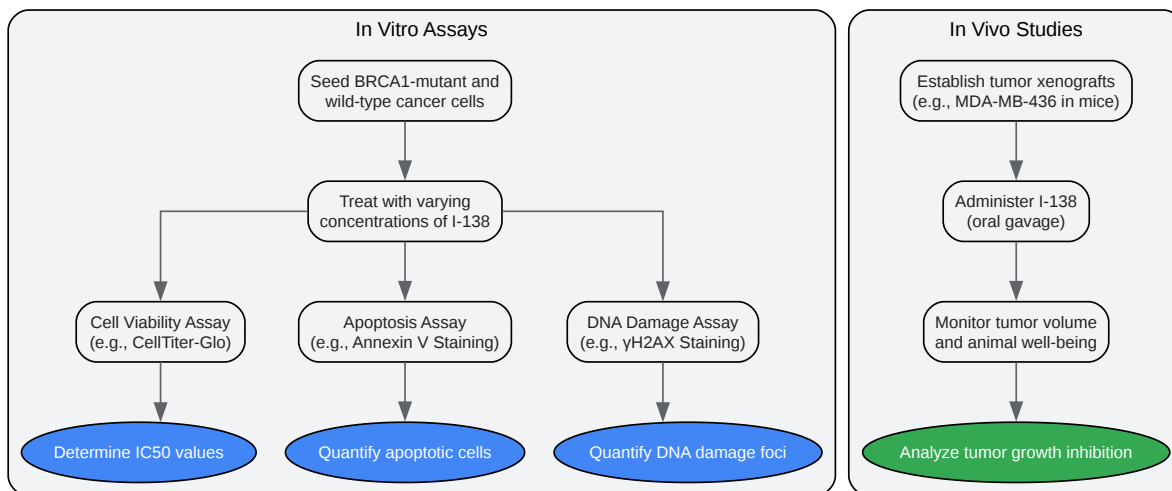 In Vitro Assays
Seed BRCA1-mutant and
wild-type cancer cells
Treat with varying
concentrations of I-138
Cell Viability Assay
(e.g., CellTiter-Glo)
Apoptosis Assay
(e.g., Annexin V Staining)
DNA Damage Assay
(e.g., γH2AX Staining)
Determine IC50 values
Quantify apoptotic cells
Quantify DNA damage foci
In Vivo Studies
Establish tumor xenografts
(e.g., MDA-MB-436 in mice)
Administer I-138
(oral gavage)
Monitor tumor volume
and animal well-being
Analyze tumor growth inhibition